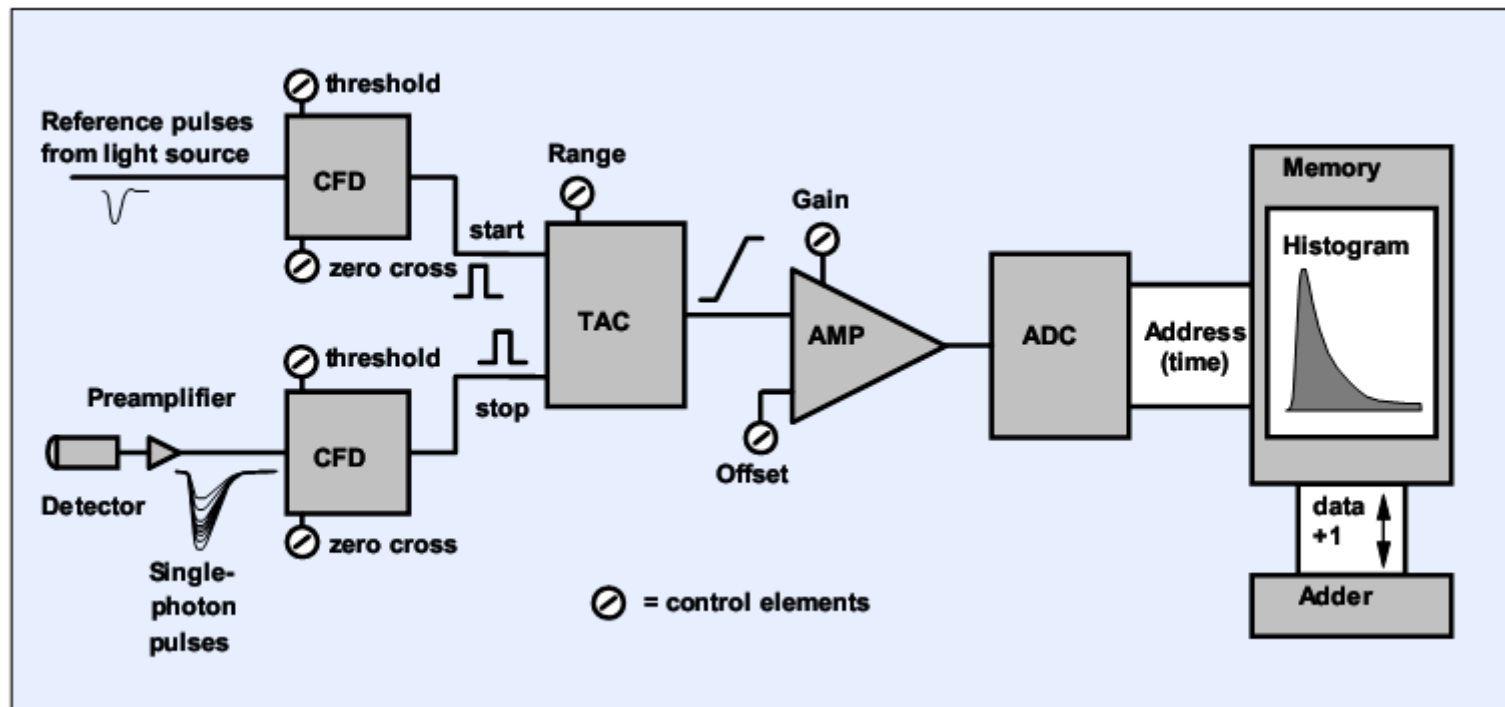 threshold
Reference pulses
from light source
CFD
zero cross
Range
start
TAC
stop
Gain
AMP
Offset
ADC
Address
(time)
Memory
Histogram
data
+1
Adder
threshold
Preamplifier
CFD
Detector
zero cross
Single-
photon
pulses
= control elements